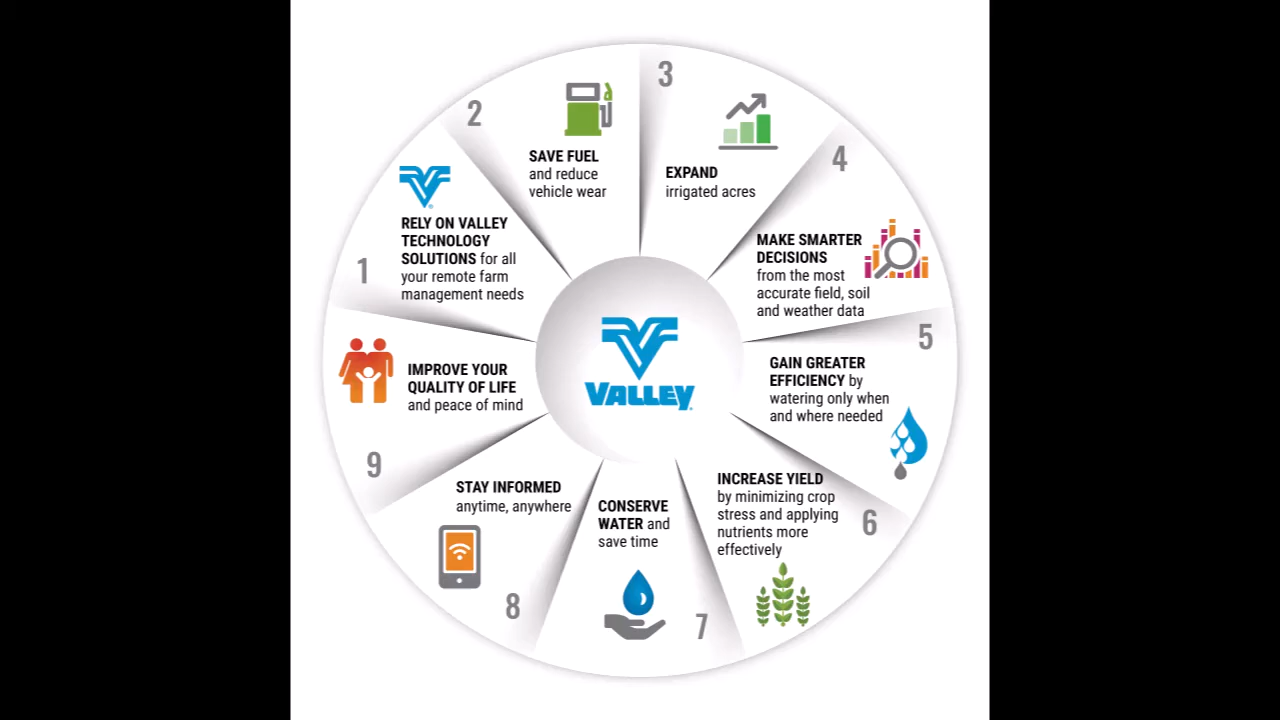 1
RELY ON VALLEY
TECHNOLOGY
SOLUTIONS for all
your remote farm
management needs
2
SAVE FUEL
and reduce
vehicle wear
3
EXPAND
irrigated acres
4
MAKE SMARTER
DECISIONS
from the most
accurate field, soil
and weather data
5
GAIN GREATER
EFFICIENCY by
watering only when
and where needed
6
INCREASE YIELD
by minimizing crop
stress and applying
nutrients more
effectively
7
CONSERVE
WATER and
save time
8
STAY INFORMED
anytime, anywhere
9
IMPROVE YOUR
QUALITY OF LIFE
and peace of mind
VALLEY